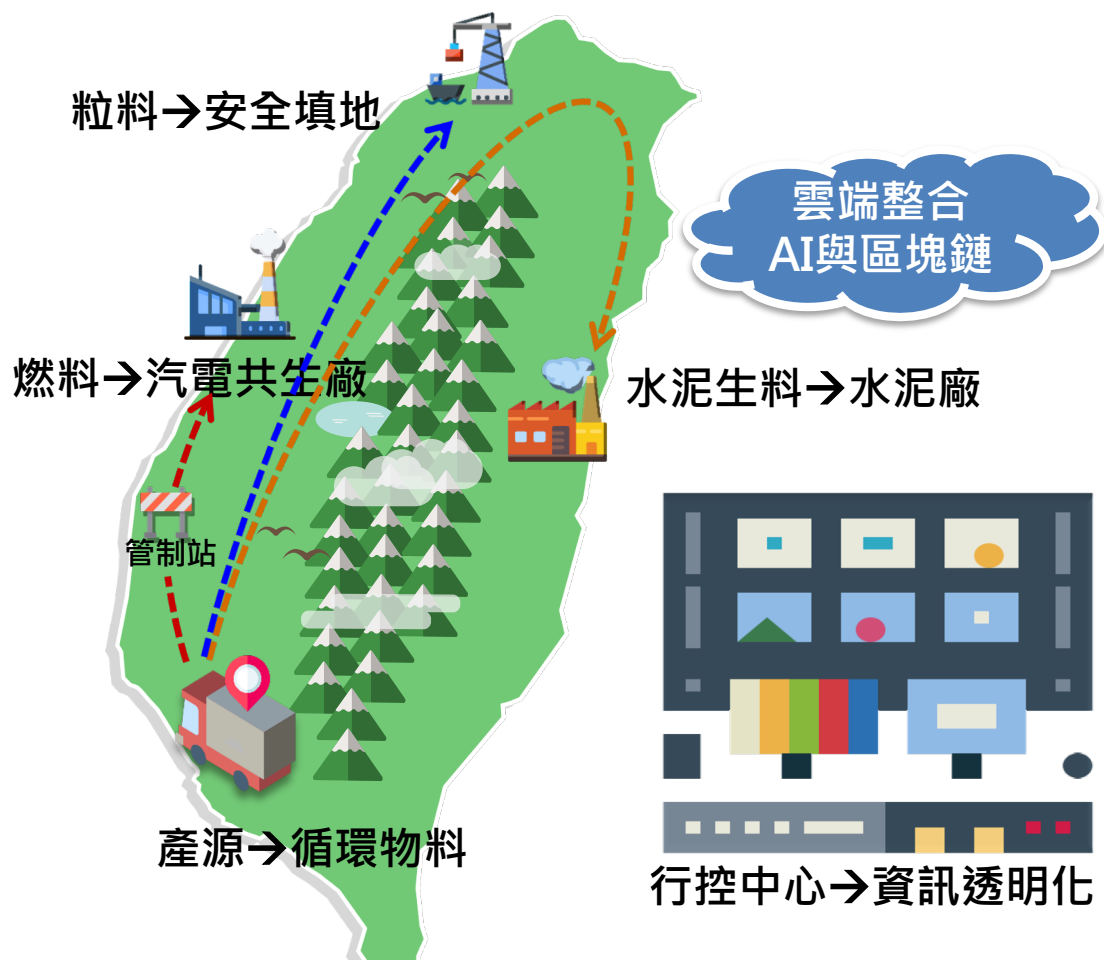 粒料→安全填地
雲端整合
AI與區塊鏈
燃料→汽電共生廠
水泥生料→水泥廠
管制站
產源→循環物料
行控中心→資訊透明化